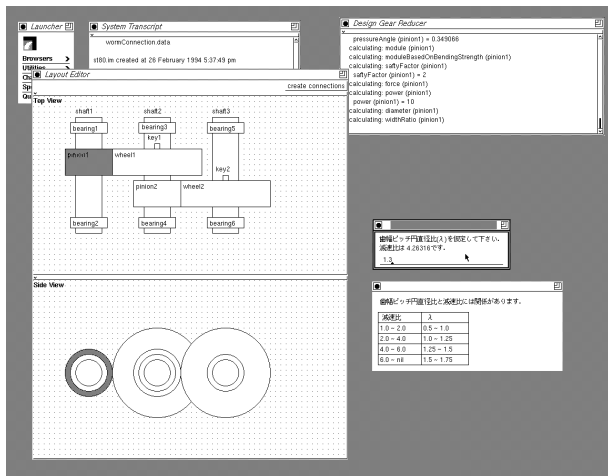 Launcher
Browsers >
Utilities >
Ch
Sp
Qu
System Transcript
wormConnection.data
st80.im created at 26 February 1994 5:37:49 pm
Design Gear Reducer
pressureAngle (pinion1) = 0.349066
calculating: module (pinion1)
calculating: moduleBasedOnBendingStrength (pinion1)
calculating: saftyFactor (pinion1)
saftyFactor (pinion1) = 2
calculating: force (pinion1)
calculating: power (pinion1)
power (pinion1) = 10
calculating: diameter (pinion1)
calculating: widthRatio (pinion1)
Layout Editor
create connections
Top View
shaft1 shaft2 shaft3
bearing1 bearing3 bearing5
key1
pinion1 wheel1
key2
pinion2 wheel2
bearing2 bearing4 bearing6
Side View
歯幅ピッチ円直径比(λ)を仮定して下さい.
減速比は 4.26316です.
1.3
歯幅ピッチ円直径比と減速比には関係があります.
減速比 λ
1.0 ~ 2.0 0.5 ~ 1.0
2.0 ~ 4.0 1.0 ~ 1.25
4.0 ~ 6.0 1.25 ~ 1.5
6.0 ~ nil 1.5 ~ 1.75